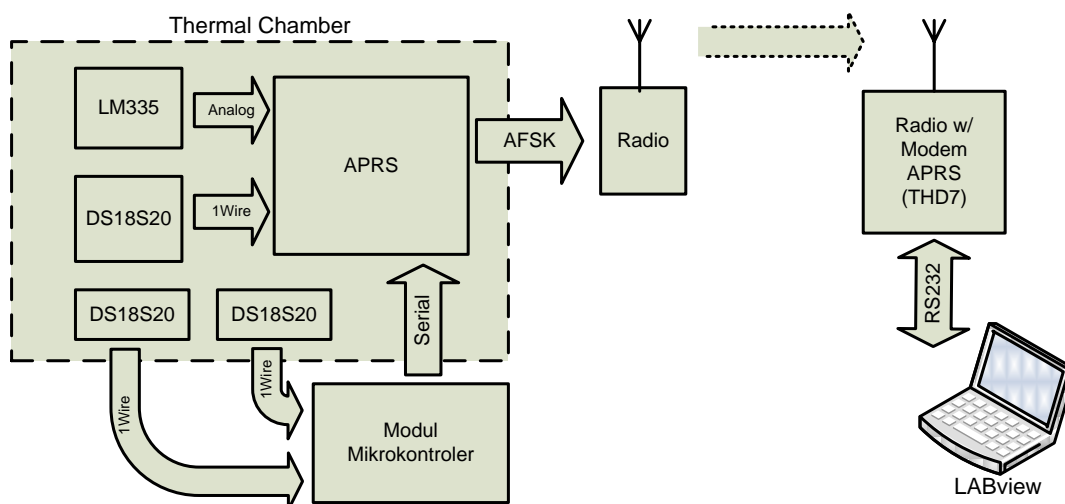 Thermal Chamber
LM335
Analog
APRS
AFSK
Radio
Radio w/
Modem
APRS
(THD7)
DS18S20
1Wire
DS18S20
DS18S20
Serial
RS232
1Wire
1Wire
Modul
Mikrokontroler
LABview